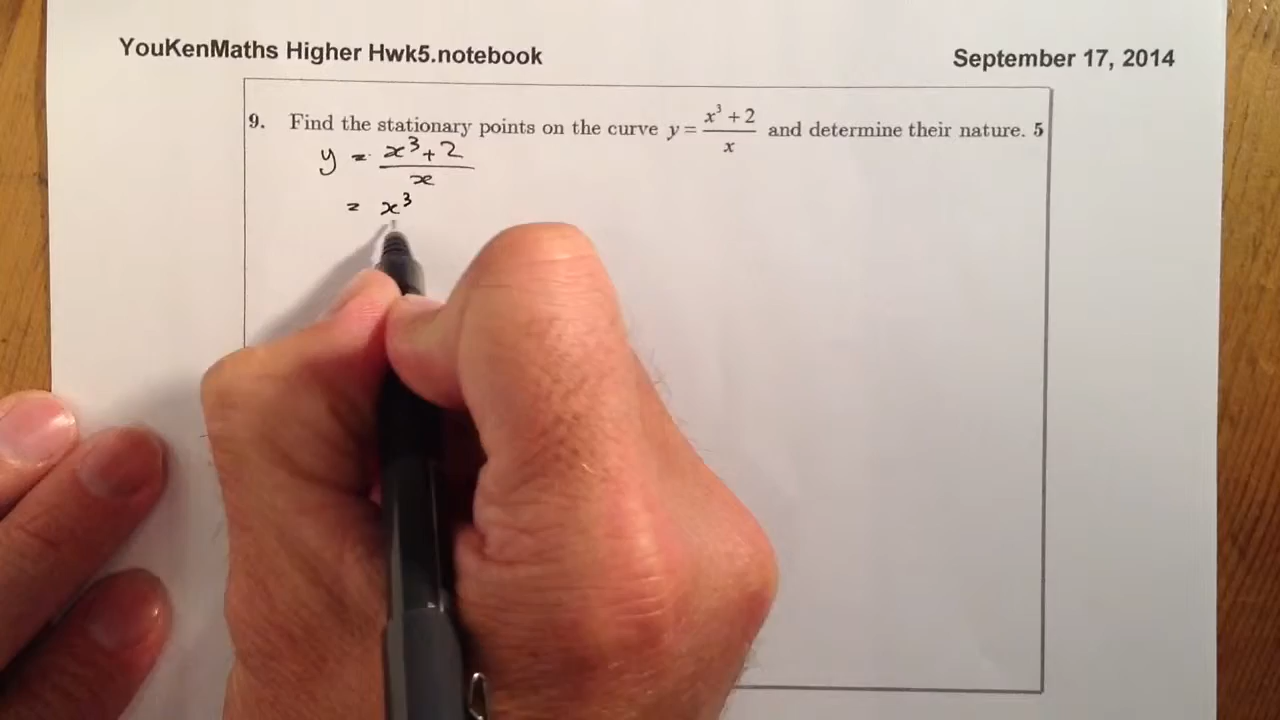 YouKenMaths Higher Hwk5.notebook September 17, 2014
9. Find the stationary points on the curve y = x³ + 2 / x and determine their nature. 5
y = x³ + 2 / x
= x³